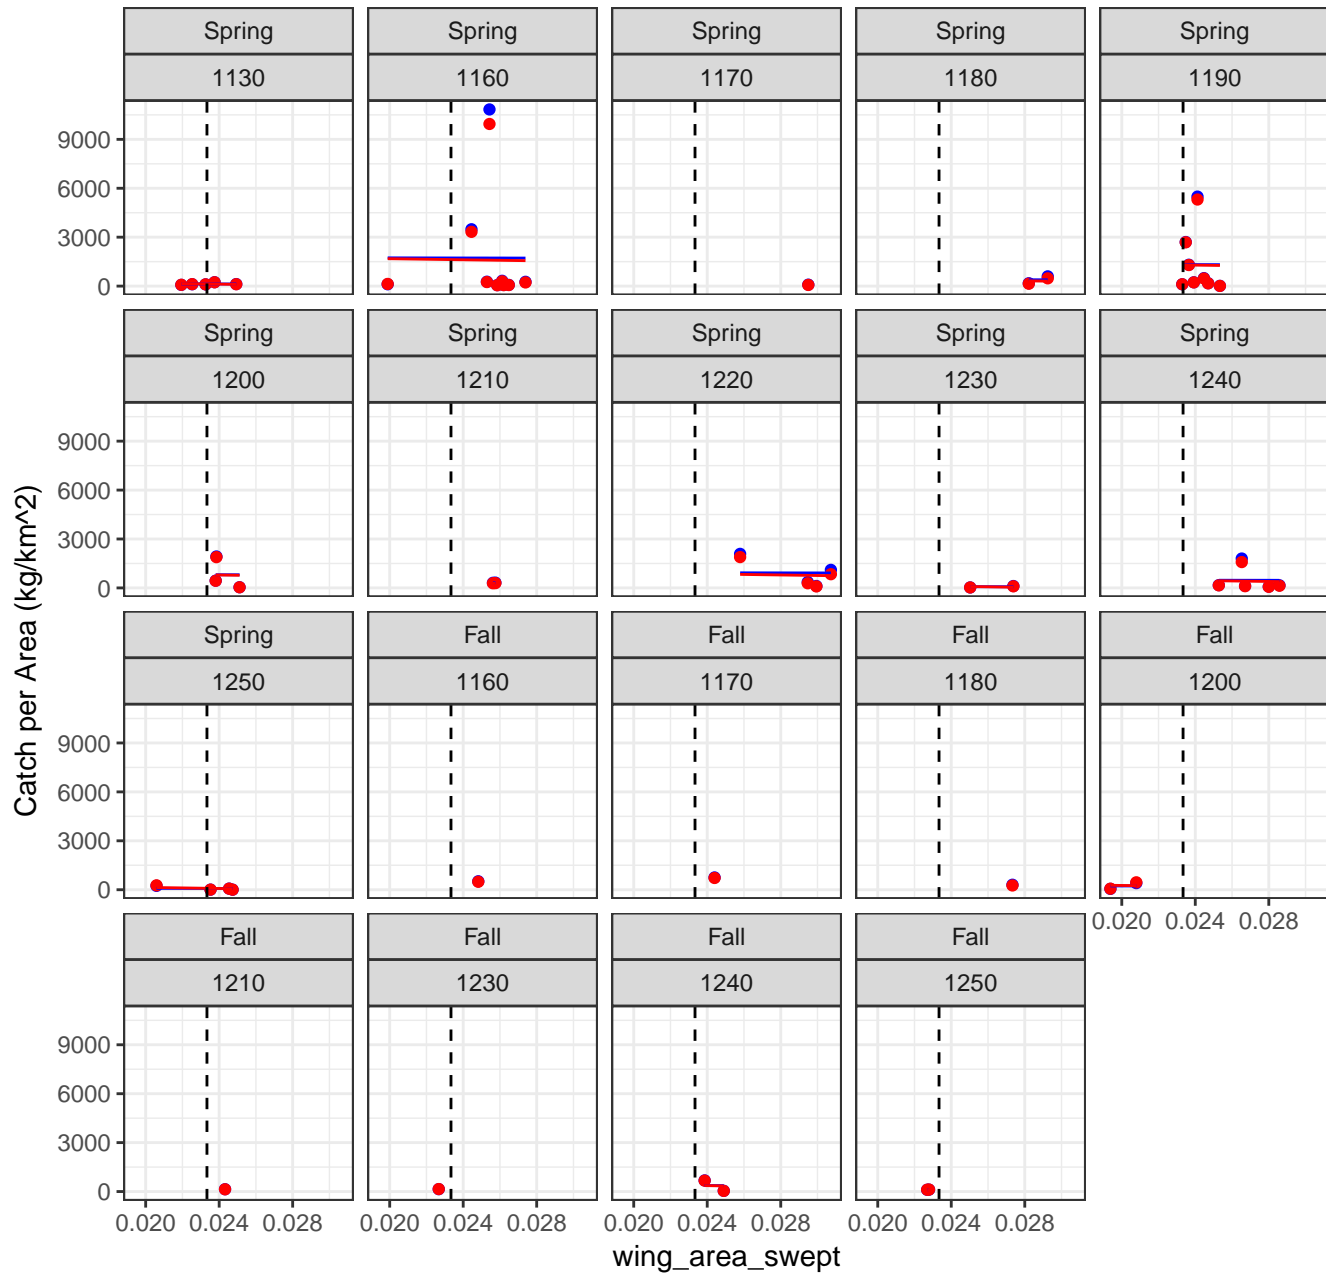 Spring Spring Spring Spring Spring
1130 1160 1170 1180 1190
9000
6000
3000
0
Spring Spring Spring Spring Spring
1200 1210 1220 1230 1240
9000
6000
3000
0
Spring Fall Fall Fall Fall
1250 1160 1170 1180 1200
9000
6000
3000
0
0.020 0.024 0.028
Fall Fall Fall Fall
1210 1230 1240 1250
9000
6000
3000
0
0.020 0.024 0.028 0.020 0.024 0.028 0.020 0.024 0.028 0.020 0.024 0.028
wing_area_swept
Catch per Area (kg/km^2)